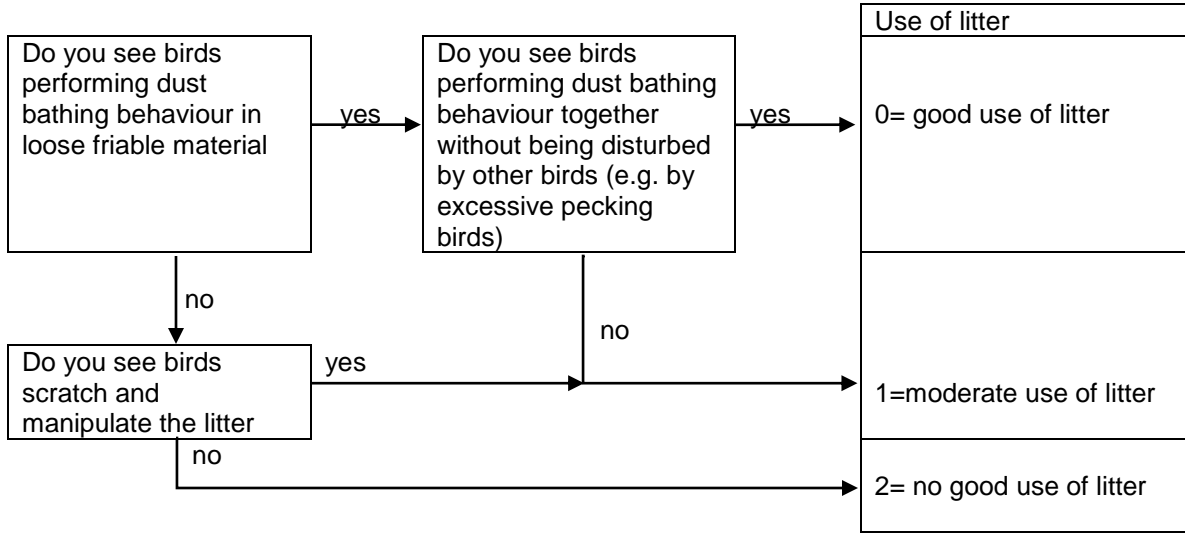 Use of litter
Do you see birds
performing dust
bathing behaviour in
loose friable material
yes
Do you see birds
performing dust bathing
behaviour together
without being disturbed
by other birds (e.g. by
excessive pecking
birds)
yes
0= good use of litter
no
no
Do you see birds
scratch and
manipulate the litter
yes
1=moderate use of litter
no
2= no good use of litter